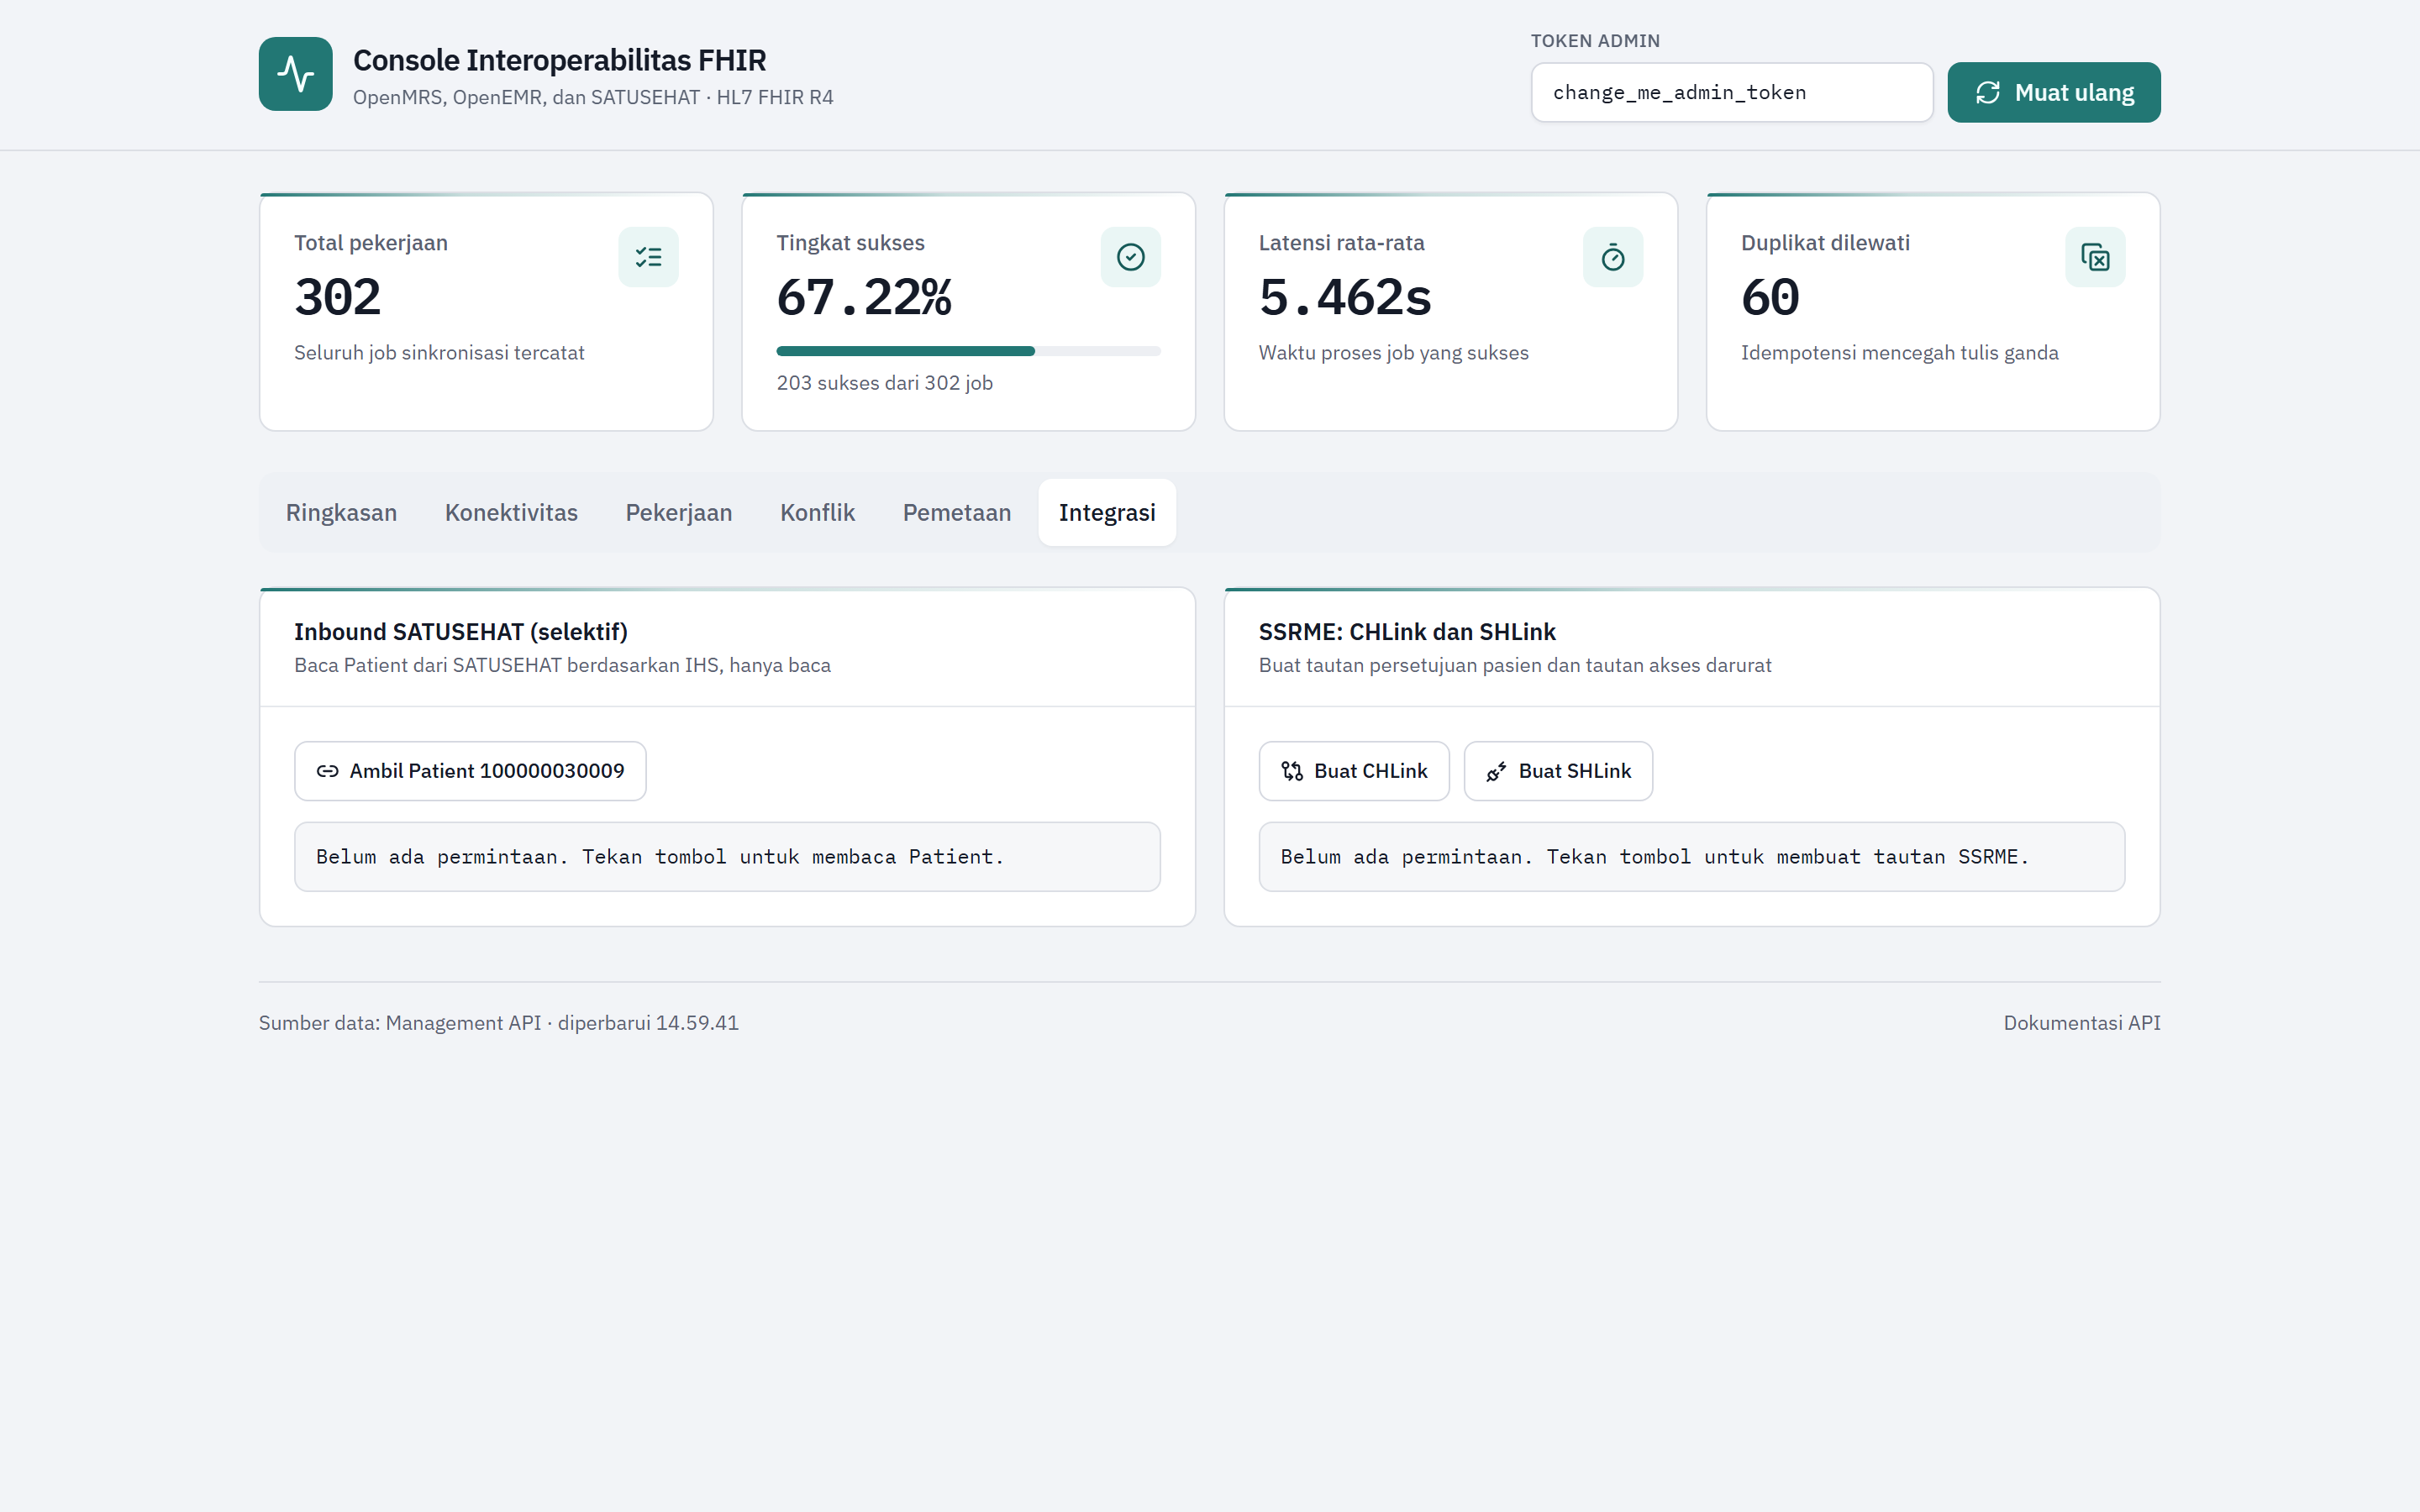 Console Interoperabilitas FHIR
OpenMRS, OpenEMR, dan SATUSEHAT · HL7 FHIR R4
TOKEN ADMIN
change_me_admin_token
Muat ulang
Total pekerjaan
302
Seluruh job sinkronisasi tercatat
Tingkat sukses
67.22%
203 sukses dari 302 job
Latensi rata-rata
5.462s
Waktu proses job yang sukses
Duplikat dilewati
60
Idempotensi mencegah tulis ganda
Ringkasan
Konektivitas
Pekerjaan
Konflik
Pemetaan
Integrasi
Inbound SATUSEHAT (selektif)
Baca Patient dari SATUSEHAT berdasarkan IHS, hanya baca
Ambil Patient 100000030009
Belum ada permintaan. Tekan tombol untuk membaca Patient.
SSRME: CHLink dan SHLink
Buat tautan persetujuan pasien dan tautan akses darurat
Buat CHLink
Buat SHLink
Belum ada permintaan. Tekan tombol untuk membuat tautan SSRME.
Sumber data: Management API · diperbarui 14.59.41
Dokumentasi API